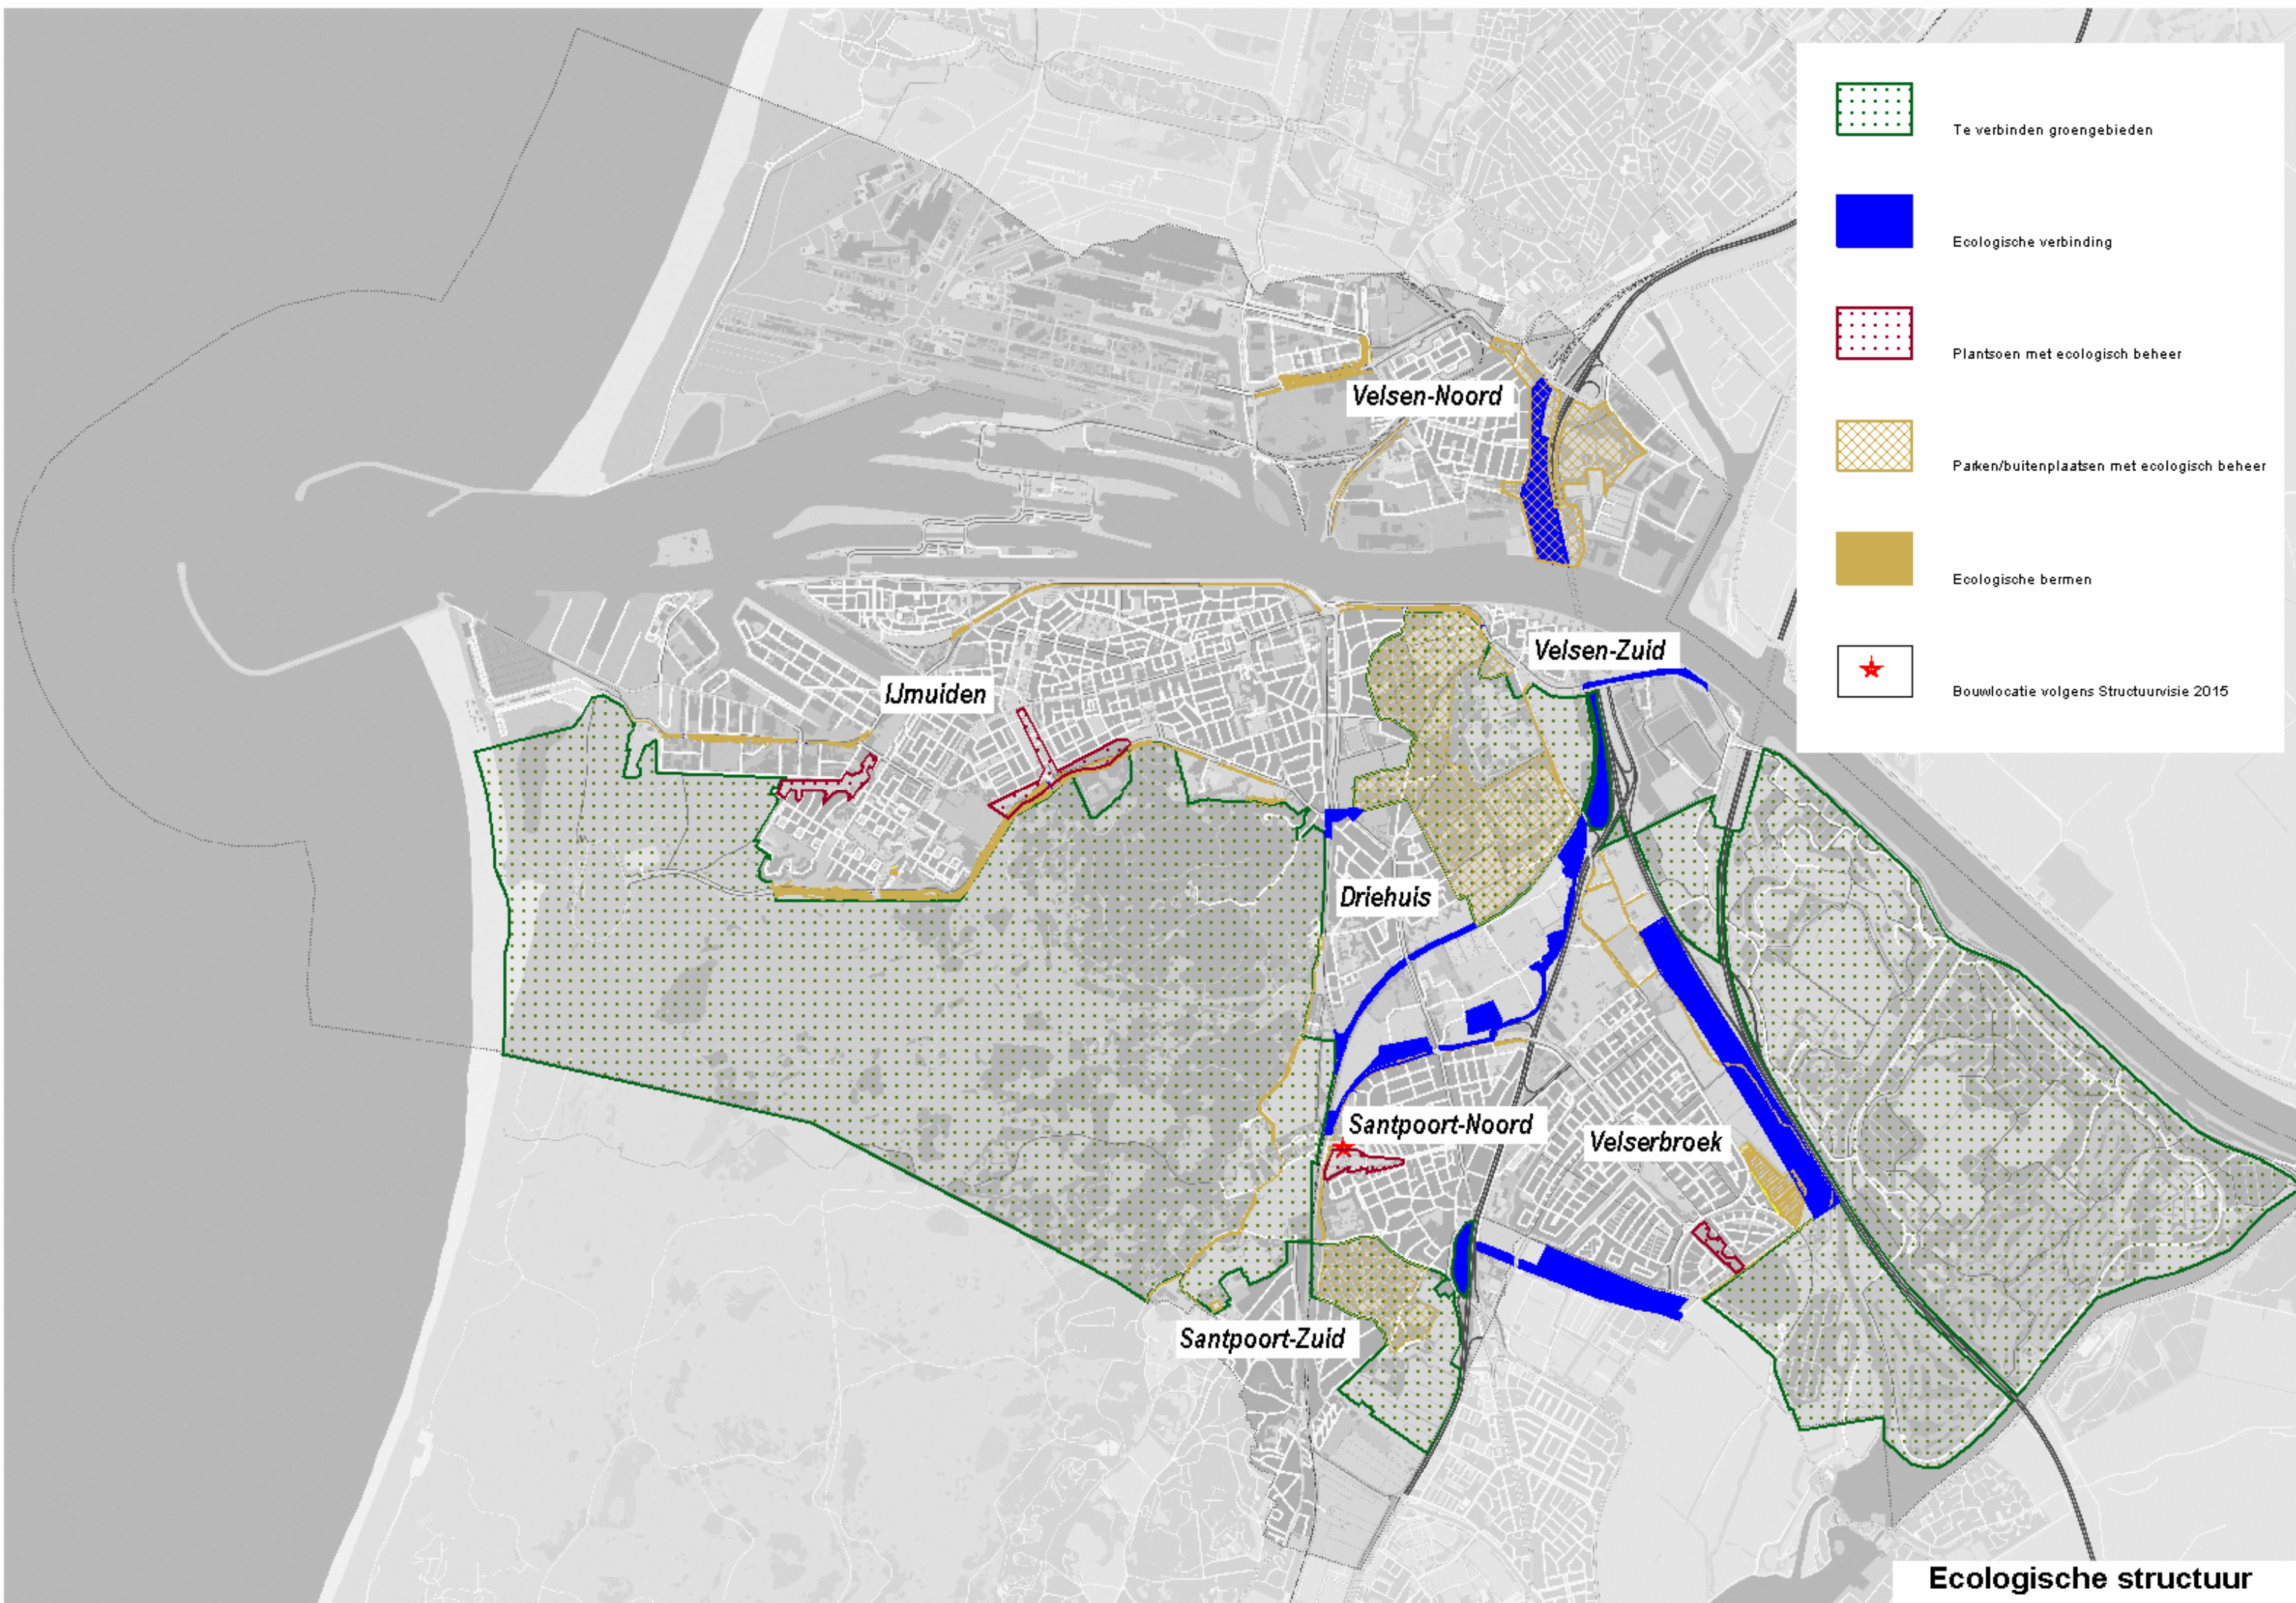 Te verbinden groengebieden
Ecologische verbinding
Plantsoen met ecologisch beheer
Parken/buitenplaatsen met ecologisch beheer
Ecologische bermen
Bouwlocatie volgens Structuurvisie 2015
Velsen-Noord
Velsen-Zuid
IJmuiden
Driehuis
Santpoort-Noord
Velserbroek
Santpoort-Zuid
Ecologische structuur